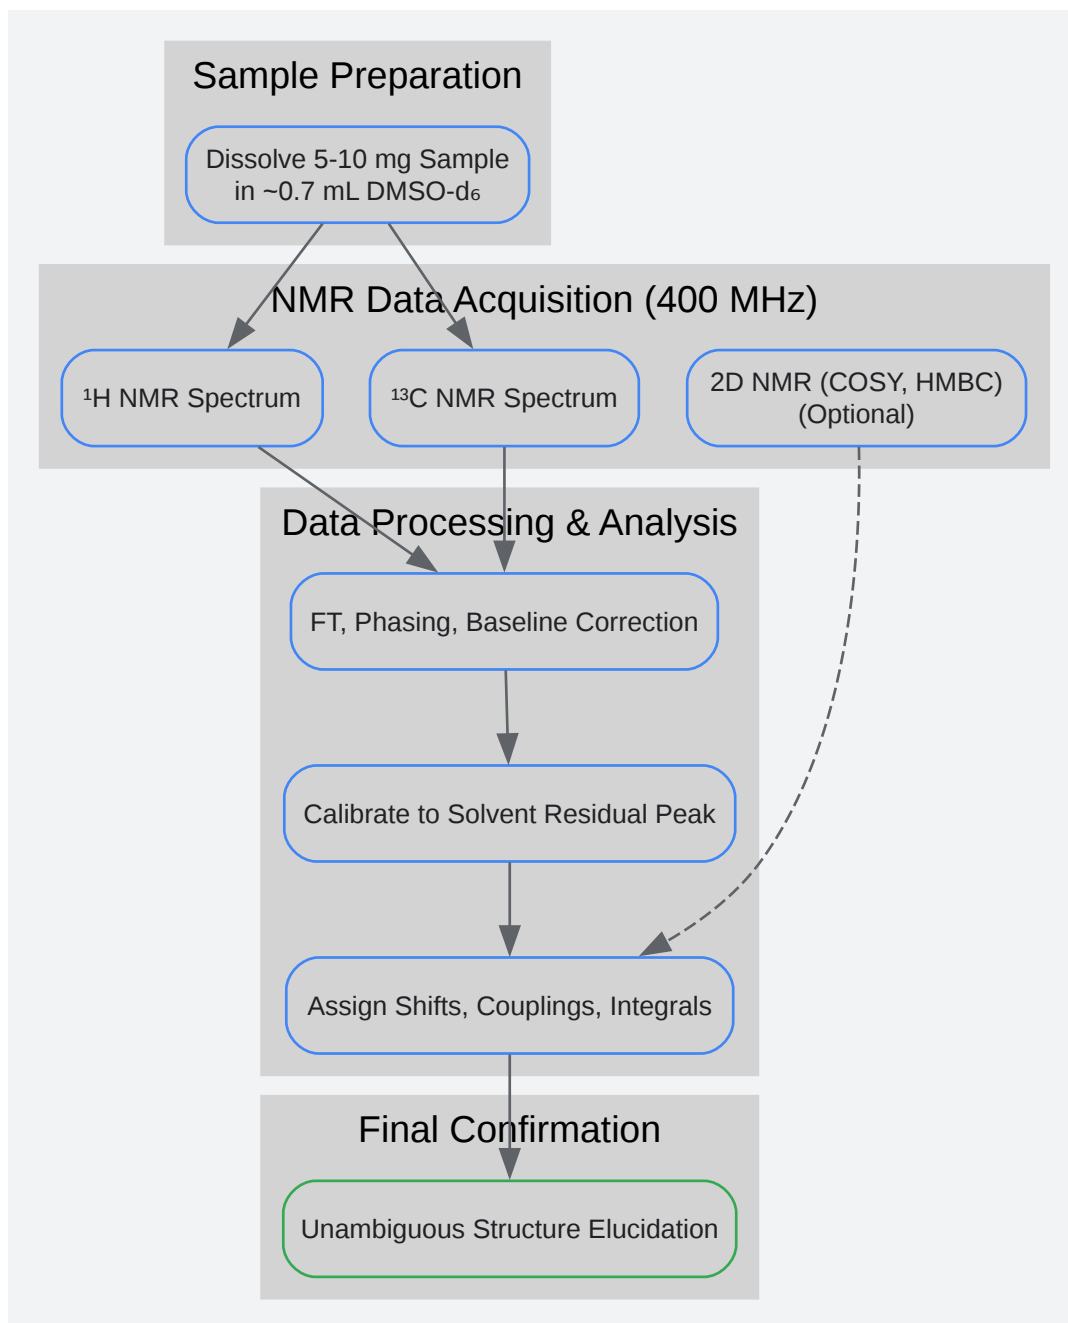 Sample Preparation
Dissolve 5-10 mg Sample
in ~0.7 mL DMSO-d₆
NMR Data Acquisition (400 MHz)
¹H NMR Spectrum
¹³C NMR Spectrum
2D NMR (COSY, HMBC)
(Optional)
Data Processing & Analysis
FT, Phasing, Baseline Correction
Calibrate to Solvent Residual Peak
Assign Shifts, Couplings, Integrals
Final Confirmation
Unambiguous Structure Elucidation